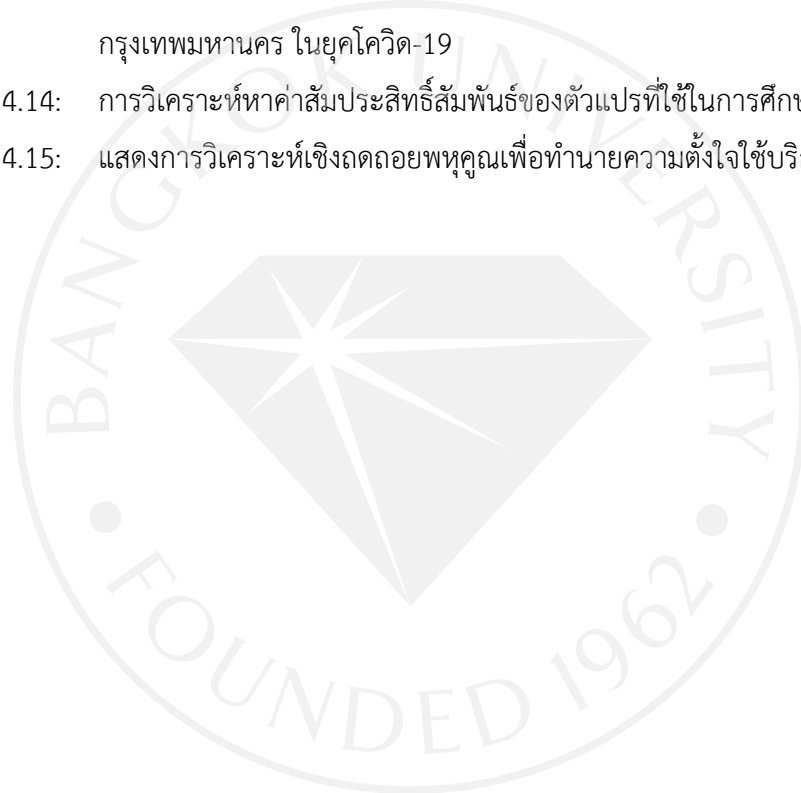 กรุงเทพมหานคร ในยุคโควิด-19
4.14: การวิเคราะห์หาค่าสัมประสิทธิ์สัมพันธ์ของตัวแปรที่ใช้ในการศึกษ
4.15: แสดงการวิเคราะห์เชิงถดถอยพหุคูณเพื่อทำนายความตั้งใจใช้บริ
BANGKOK UNIVERSITY
FOUNDED 1962